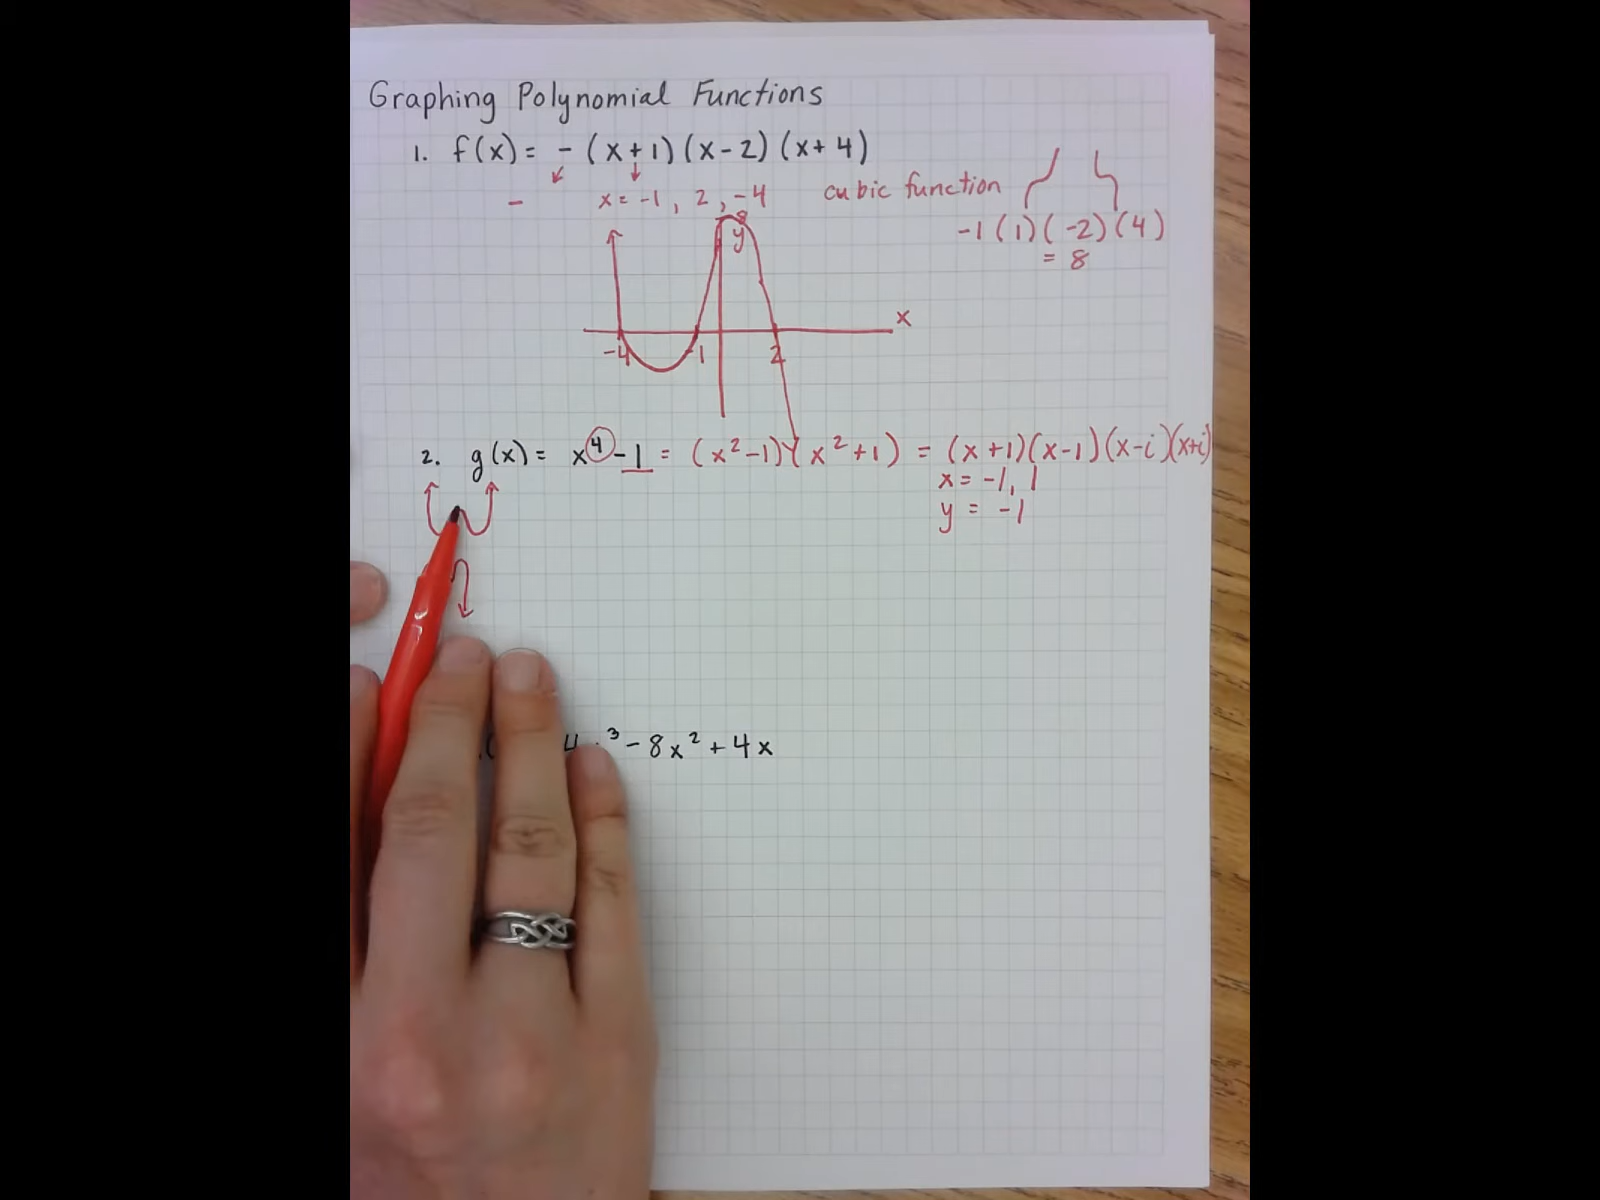 Graphing Polynomial Functions
1. f(x) = - (x+1)(x-2)(x+4)
- x = -1, 2, -4 cubic function
-1(1)(-2)(4)
= 8
8
y
x
-4 -1 2
2. g(x) = x⁴-1 = (x²-1)(x²+1) = (x+1)(x-1)(x-i)(x+i)
x = -1, 1
y = -1
³ - 8x² + 4x